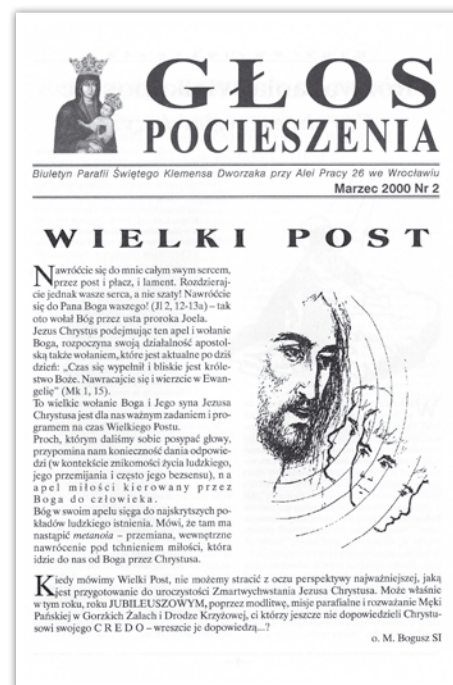 GŁOS
POCIESZENIA
Biuletyn Parafii Świętego Klemensa Dworzaka przy Alei Pracy 26 we Wrocławiu
Marzec 2000 Nr 2
WIELKI POST
Nawróćcie się do mnie całym swym sercem,
przez post i płacz, i lament. Rozdzieraj-
cie jednak wasze serca, a nie szaty! Nawróćcie
się do Pana Boga waszego! (Jl 2, 12-13a) – tak
oto wołał Bóg przez usta proroka Joela.
Jezus Chrystus podejmując ten apel i wołanie
Boga, rozpoczyna swoją działalność apostol-
ską także wołaniem, które jest aktualne po dziś
dzień: „Czas się wypełnił i bliskie jest króle-
stwo Boże. Nawracajcie się i wierzcie w Ewan-
gelię” (Mk 1, 15).
To wielkie wołanie Boga i Jego syna Jezusa
Chrystusa jest dla nas ważnym zadaniem i pro-
gramem na czas Wielkiego Postu.
Proch, którym daliśmy sobie posypać głowy,
przypomina nam konieczność dania odpowie-
dzi (w kontekście znikomości życia ludzkiego,
jego przemijania i często jego bezsensu), n a
a p e l  m i ł o ś c i  k i e r o w a n y  p r z e z
B o g a  d o  c z ł o w i e k a .
Bóg w swoim apelu sięga do najskrytszych po-
kładów ludzkiego istnienia. Mówi, że tam ma
nastąpić metanoia – przemiana, wewnętrzne
nawrócenie pod tchnieniem miłości, która
idzie do nas od Boga przez Chrystusa.
Kiedy mówimy Wielki Post, nie możemy stracić z oczu perspektywy najważniejszej, jaką
jest przygotowanie do uroczystości Zmartwychwstania Jezusa Chrystusa. Może właśnie
w tym roku, roku JUBILEUSZOWYM, poprzez modlitwę, misje parafialne i rozważanie Męki
Pańskiej w Gorzkich Żalach i Drodze Krzyżowej, ci którzy jeszcze nie dopowiedzieli Chrystu-
sowi swojego C R E D O – wreszcie je dopowiedzą...?
o. M. Bogusz SI